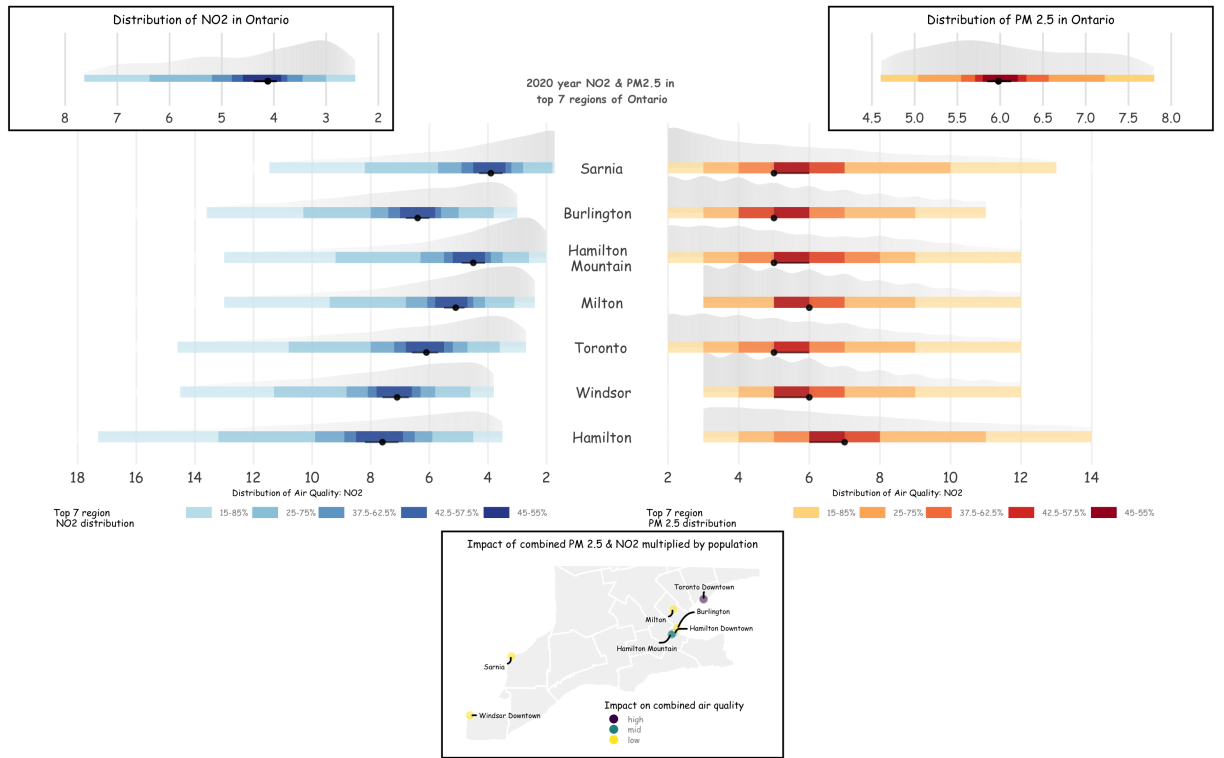 Distribution of NO2 in Ontario
8 7 6 5 4 3 2
Distribution of PM 2.5 in Ontario
4.5 5.0 5.5 6.0 6.5 7.0 7.5 8.0
2020 year NO2 & PM2.5 in
top 7 regions of Ontario
Sarnia
Burlington
Hamilton
Mountain
Milton
Toronto
Windsor
Hamilton
18 16 14 12 10 8 6 4 2
2 4 6 8 10 12 14
Distribution of Air Quality: NO2
Distribution of Air Quality: NO2
Top 7 region
NO2 distribution
15-85% 25-75% 37.5-62.5% 42.5-57.5% 45-55%
Top 7 region
PM 2.5 distribution
15-85% 25-75% 37.5-62.5% 42.5-57.5% 45-55%
Impact of combined PM 2.5 & NO2 multiplied by population
Toronto Downtown
Burlington
Milton
Hamilton Downtown
Hamilton Mountain
Sarnia
Windsor Downtown
Impact on combined air quality
high
mid
low